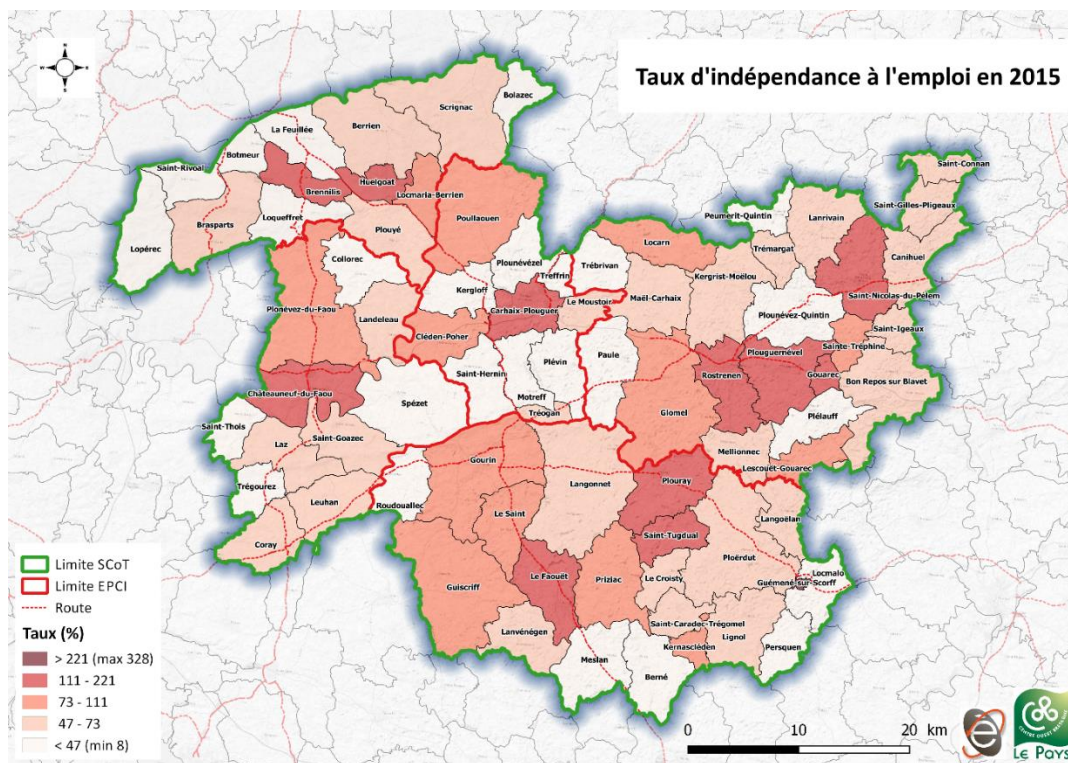 Taux d'indépendance à l'emploi en 2015
N
W
E
S
Bolazec
Scrignac
Berrien
La Feuillée
Botmeur
Saint-Rivoal
Huelgoat
Brennilis
Locmaria-Berrien
Poullaouen
Loqueffret
Brasparts
Plouyé
Lopérec
Collorec
Plounévézel
Treffrin
Trébrivan
Kergloff
Carhaix-Plouguer
Le Moustoir
Plonévez-du-Faou
Landeleau
Cléden-Poher
Saint-Connan
Saint-Gilles-Pligeaux
Peumerit-Quintin
Lanrivain
Locarn
Trémargat
Canihuel
Kergrist-Moëlou
Maël-Carhaix
Saint-Nicolas-du-Pélem
Plounévez-Quintin
Saint-Igeaux
Sainte-Tréphine
Plévin
Paule
Plouguernével
Saint-Hernin
Rostrenen
Gouarec
Bon Repos sur Blavet
Châteauneuf-du-Faou
Spézet
Motreff
Glomel
Plélauff
Tréogan
Saint-Thois
Laz
Saint-Goazec
Mellionnec
Lescouët-Gouarec
Gourin
Trégourez
Langonnet
Plouray
Leuhan
Roudouallec
Le Saint
Langoëlan
Coray
Saint-Tugdual
Ploërdut
Le Faouët
Priziac
Le Croisty
Locmalo
Guémené-sur-Scorff
Guiscriff
Saint-Caradec-Trégomel
Lanvénégen
Lignol
Kernascléden
Persquen
Meslan
Berné
Limite SCoT
Limite EPCI
Route
Taux (%)
> 221 (max 328)
111 - 221
73 - 111
47 - 73
< 47 (min 8)
0
10
20
km
CENTRE OUEST BRETAGNE
LE PAYS